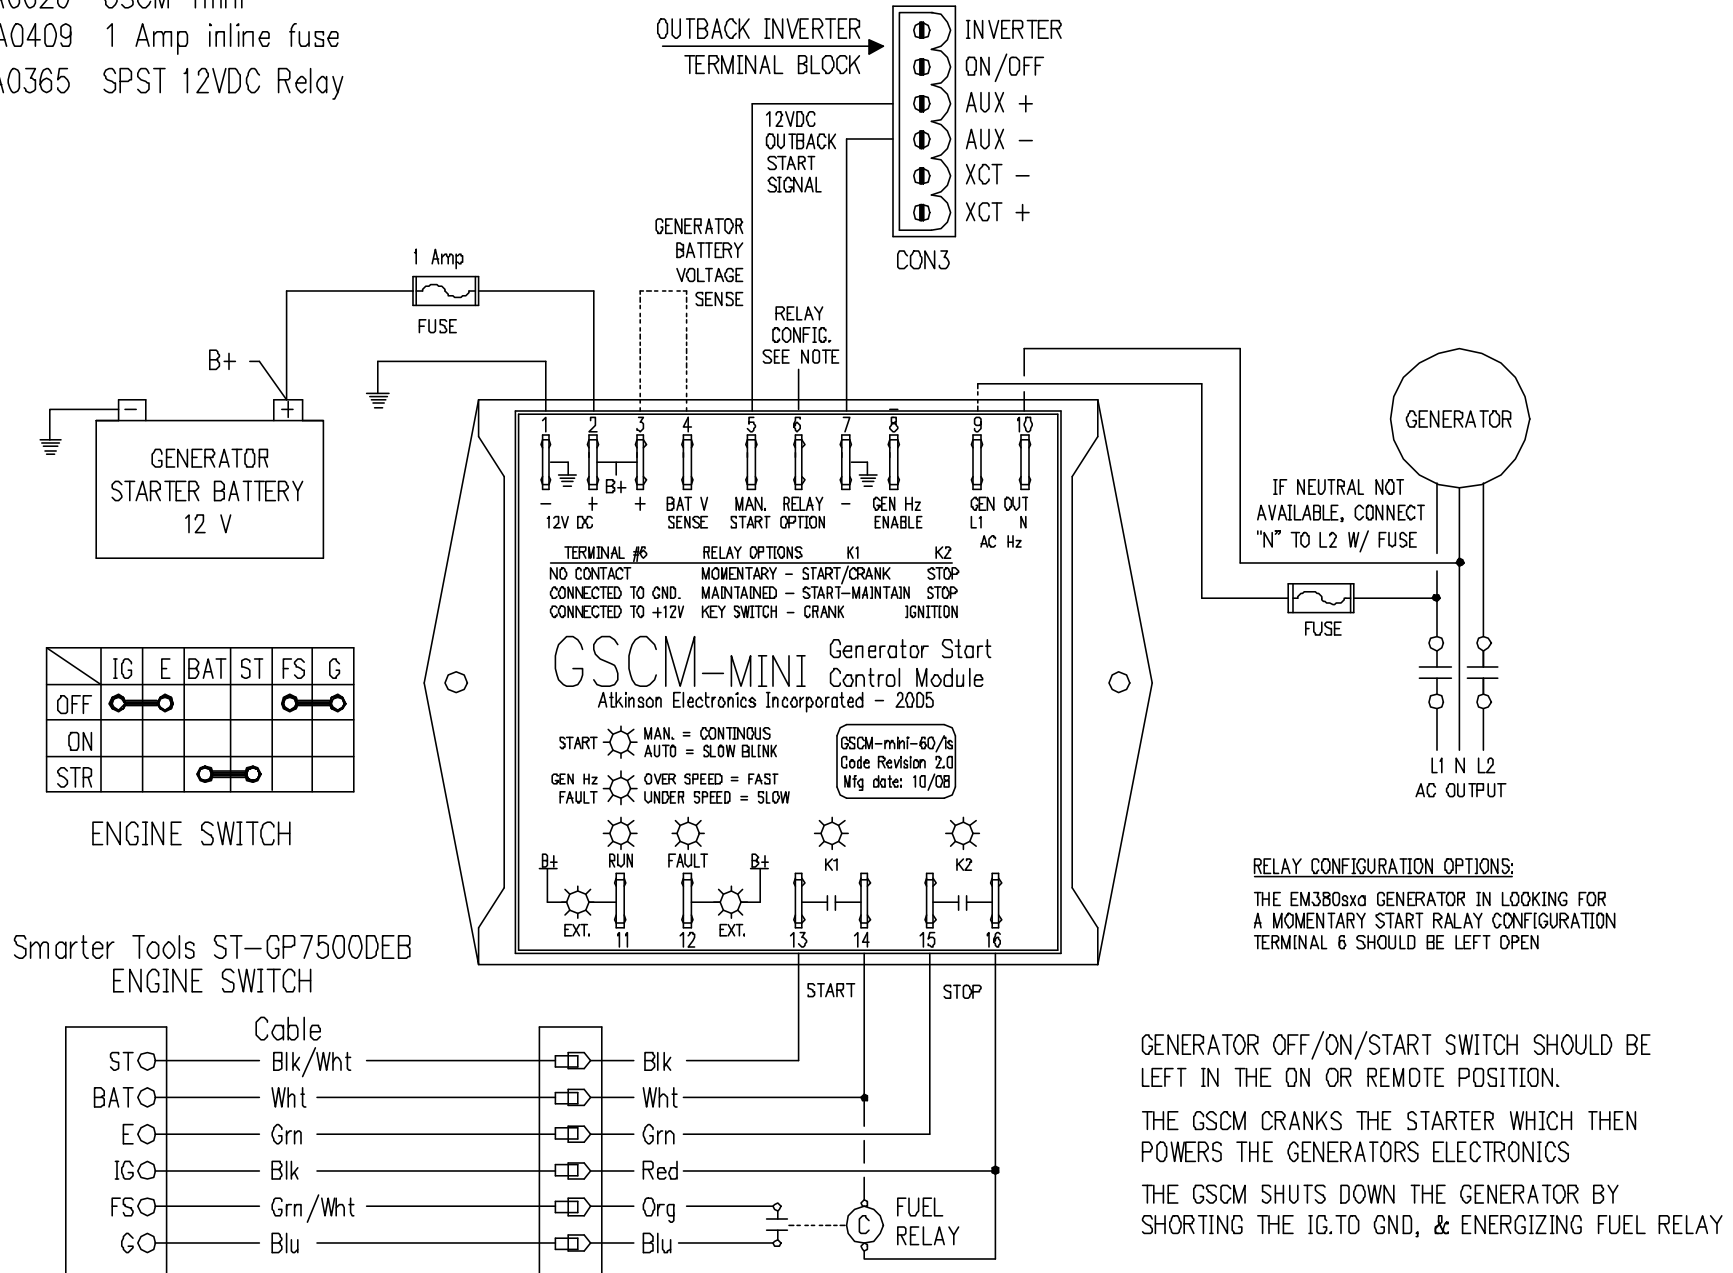 A0409 1 Amp inline fuse
A0365 SPST 12VDC Relay
OUTBACK INVERTER
TERMINAL BLOCK
INVERTER
ON/OFF
AUX +
AUX −
XCT −
XCT +
CON3
12VDC
OUTBACK
START
SIGNAL
GENERATOR
BATTERY
VOLTAGE
SENSE
1 Amp
FUSE
RELAY
CONFIG.
SEE NOTE
B+
− +
GENERATOR
STARTER BATTERY
12 V
GENERATOR
IF NEUTRAL NOT
AVAILABLE, CONNECT
"N" TO L2 W/ FUSE
FUSE
L1 N L2
AC OUTPUT
1 2 3 4 5 6 7 8 9 10
B+
− + + BAT V MAN. RELAY − GEN Hz GEN OUT
12V DC SENSE START OPTION ENABLE L1 N
AC Hz
TERMINAL #6 RELAY OPTIONS K1 K2
NO CONTACT MOMENTARY − START/CRANK STOP
CONNECTED TO GND. MAINTAINED − START−MAINTAIN STOP
CONNECTED TO +12V KEY SWITCH − CRANK IGNITION
GSCM−MINI Generator Start
Control Module
Atkinson Electronics Incorporated − 2005
START MAN. = CONTINOUS
AUTO = SLOW BLINK
GEN Hz OVER SPEED = FAST
FAULT UNDER SPEED = SLOW
GSCM−mini−60/is
Code Revision 2.0
Mfg date: 10/08
B+ RUN FAULT B+ K1 K2
EXT. EXT.
11 12 13 14 15 16
START STOP
IG E BAT ST FS G
OFF
ON
STR
ENGINE SWITCH
Smarter Tools ST−GP7500DEB
ENGINE SWITCH
Cable
ST Blk/Wht Blk
BAT Wht Wht
E Grn Grn
IG Blk Red
FS Grn/Wht Org
G Blu Blu
C
FUEL
RELAY
RELAY CONFIGURATION OPTIONS:
THE EM380sxa GENERATOR IN LOOKING FOR
A MOMENTARY START RALAY CONFIGURATION
TERMINAL 6 SHOULD BE LEFT OPEN
GENERATOR OFF/ON/START SWITCH SHOULD BE
LEFT IN THE ON OR REMOTE POSITION.
THE GSCM CRANKS THE STARTER WHICH THEN
POWERS THE GENERATORS ELECTRONICS
THE GSCM SHUTS DOWN THE GENERATOR BY
SHORTING THE IG.TO GND, & ENERGIZING FUEL RELAY